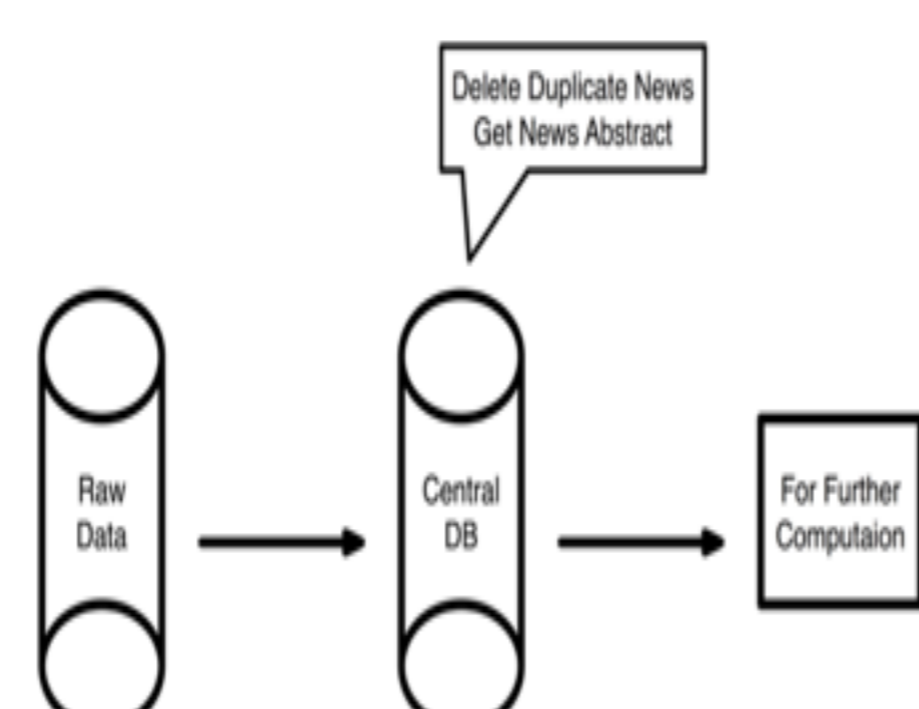 Delete Duplicate News
Get News Abstract
Raw
Data
Central
DB
For Further
Computaion